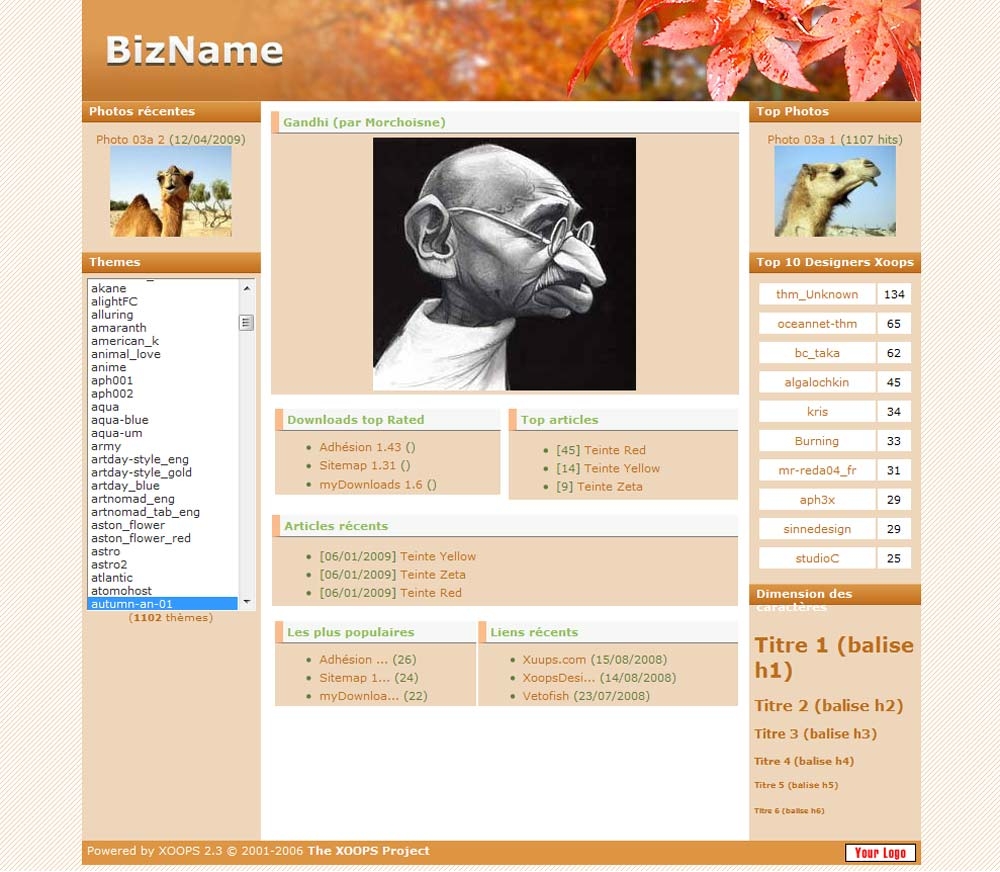 BizName
Photos récentes
Photo 03a 2 (12/04/2009)
Themes
akane
alightFC
alluring
amaranth
american_k
animal_love
anime
aph001
aph002
aqua
aqua-blue
aqua-um
army
artday-style_eng
artday-style_gold
artday_blue
artnomad_eng
artnomad_tab_eng
aston_flower
aston_flower_red
astro
astro2
atlantic
atomohost
autumn-an-01
(1102 thèmes)
Gandhi (par Morchoisne)
Downloads top Rated
Adhésion 1.43 ()
Sitemap 1.31 ()
myDownloads 1.6 ()
Top articles
[45] Teinte Red
[14] Teinte Yellow
[9] Teinte Zeta
Articles récents
[06/01/2009] Teinte Yellow
[06/01/2009] Teinte Zeta
[06/01/2009] Teinte Red
Les plus populaires
Adhésion ... (26)
Sitemap 1... (24)
myDownloa... (22)
Liens récents
Xuups.com (15/08/2008)
XoopsDesi... (14/08/2008)
Vetofish (23/07/2008)
Top Photos
Photo 03a 1 (1107 hits)
Top 10 Designers Xoops
thm_Unknown 134
oceannet-thm 65
bc_taka 62
algalochkin 45
kris 34
Burning 33
mr-reda04_fr 31
aph3x 29
sinnedesign 29
studioC 25
Dimension des
caractères
Titre 1 (balise
h1)
Titre 2 (balise h2)
Titre 3 (balise h3)
Titre 4 (balise h4)
Titre 5 (balise h5)
Titre 6 (balise h6)
Powered by XOOPS 2.3 © 2001-2006 The XOOPS Project
Your Logo